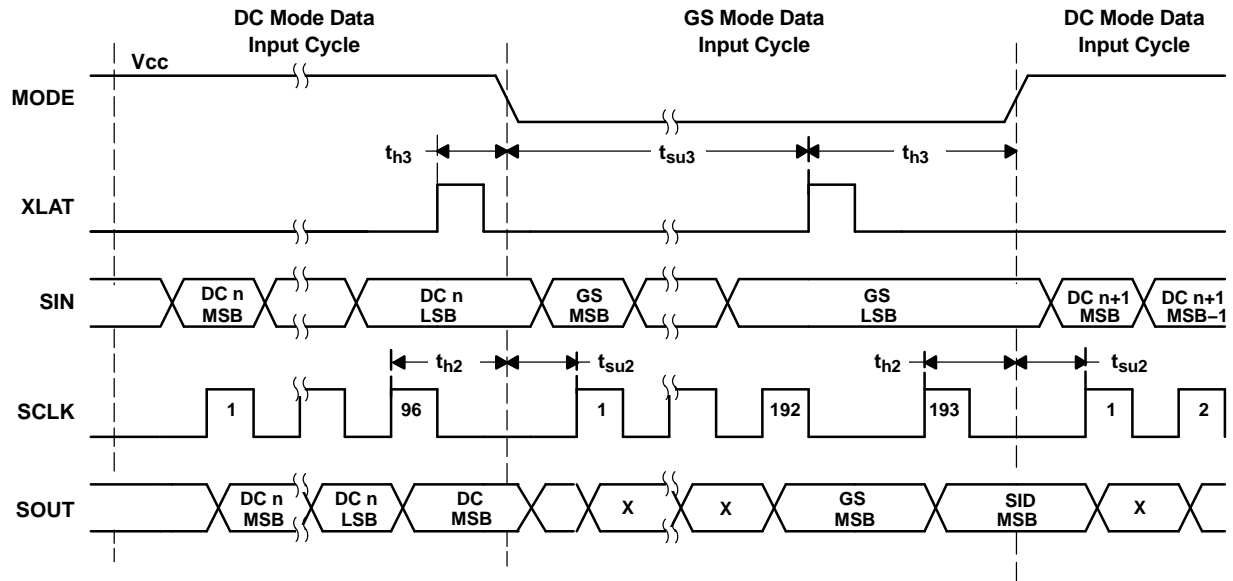 DC Mode Data
Input Cycle
GS Mode Data
Input Cycle
DC Mode Data
Input Cycle
Vcc
MODE
th3
tsu3
th3
XLAT
SIN
DC n
MSB
DC n
LSB
GS
MSB
GS
LSB
DC n+1
MSB
DC n+1
MSB−1
th2
tsu2
th2
tsu2
SCLK
1
96
1
192
193
1
2
SOUT
DC n
MSB
DC n
LSB
DC
MSB
X
X
GS
MSB
SID
MSB
X